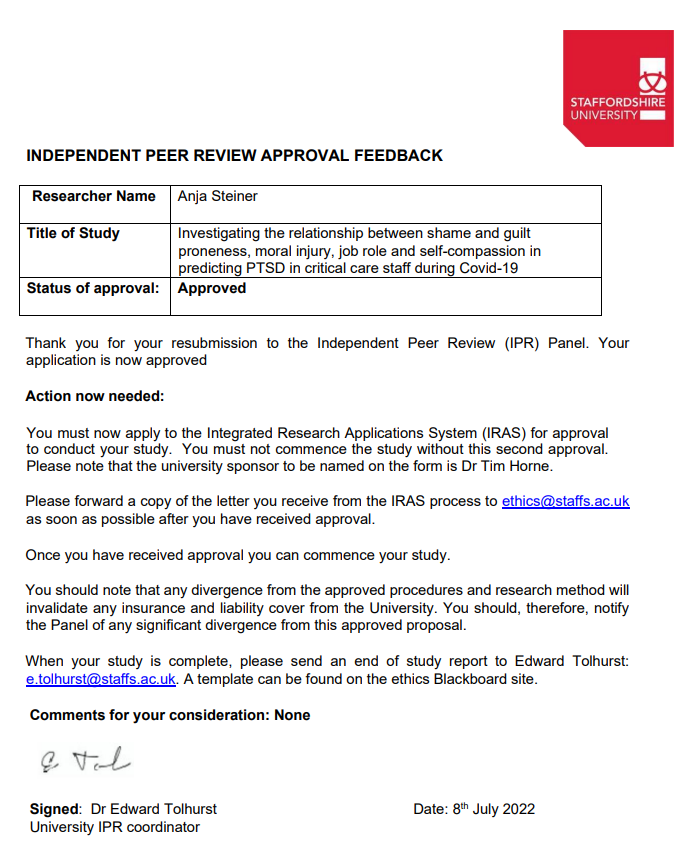 STAFFORDSHIRE
UNIVERSITY
INDEPENDENT PEER REVIEW APPROVAL FEEDBACK
Researcher Name Anja Steiner
Title of Study Investigating the relationship between shame and guilt
proneness, moral injury, job role and self-compassion in
predicting PTSD in critical care staff during Covid-19
Status of approval: Approved
Thank you for your resubmission to the Independent Peer Review (IPR) Panel. Your
application is now approved
Action now needed:
You must now apply to the Integrated Research Applications System (IRAS) for approval
to conduct your study. You must not commence the study without this second approval.
Please note that the university sponsor to be named on the form is Dr Tim Horne.
Please forward a copy of the letter you receive from the IRAS process to ethics@staffs.ac.uk
as soon as possible after you have received approval.
Once you have received approval you can commence your study.
You should note that any divergence from the approved procedures and research method will
invalidate any insurance and liability cover from the University. You should, therefore, notify
the Panel of any significant divergence from this approved proposal.
When your study is complete, please send an end of study report to Edward Tolhurst:
e.tolhurst@staffs.ac.uk. A template can be found on the ethics Blackboard site.
Comments for your consideration: None
Signed: Dr Edward Tolhurst Date: 8th July 2022
University IPR coordinator